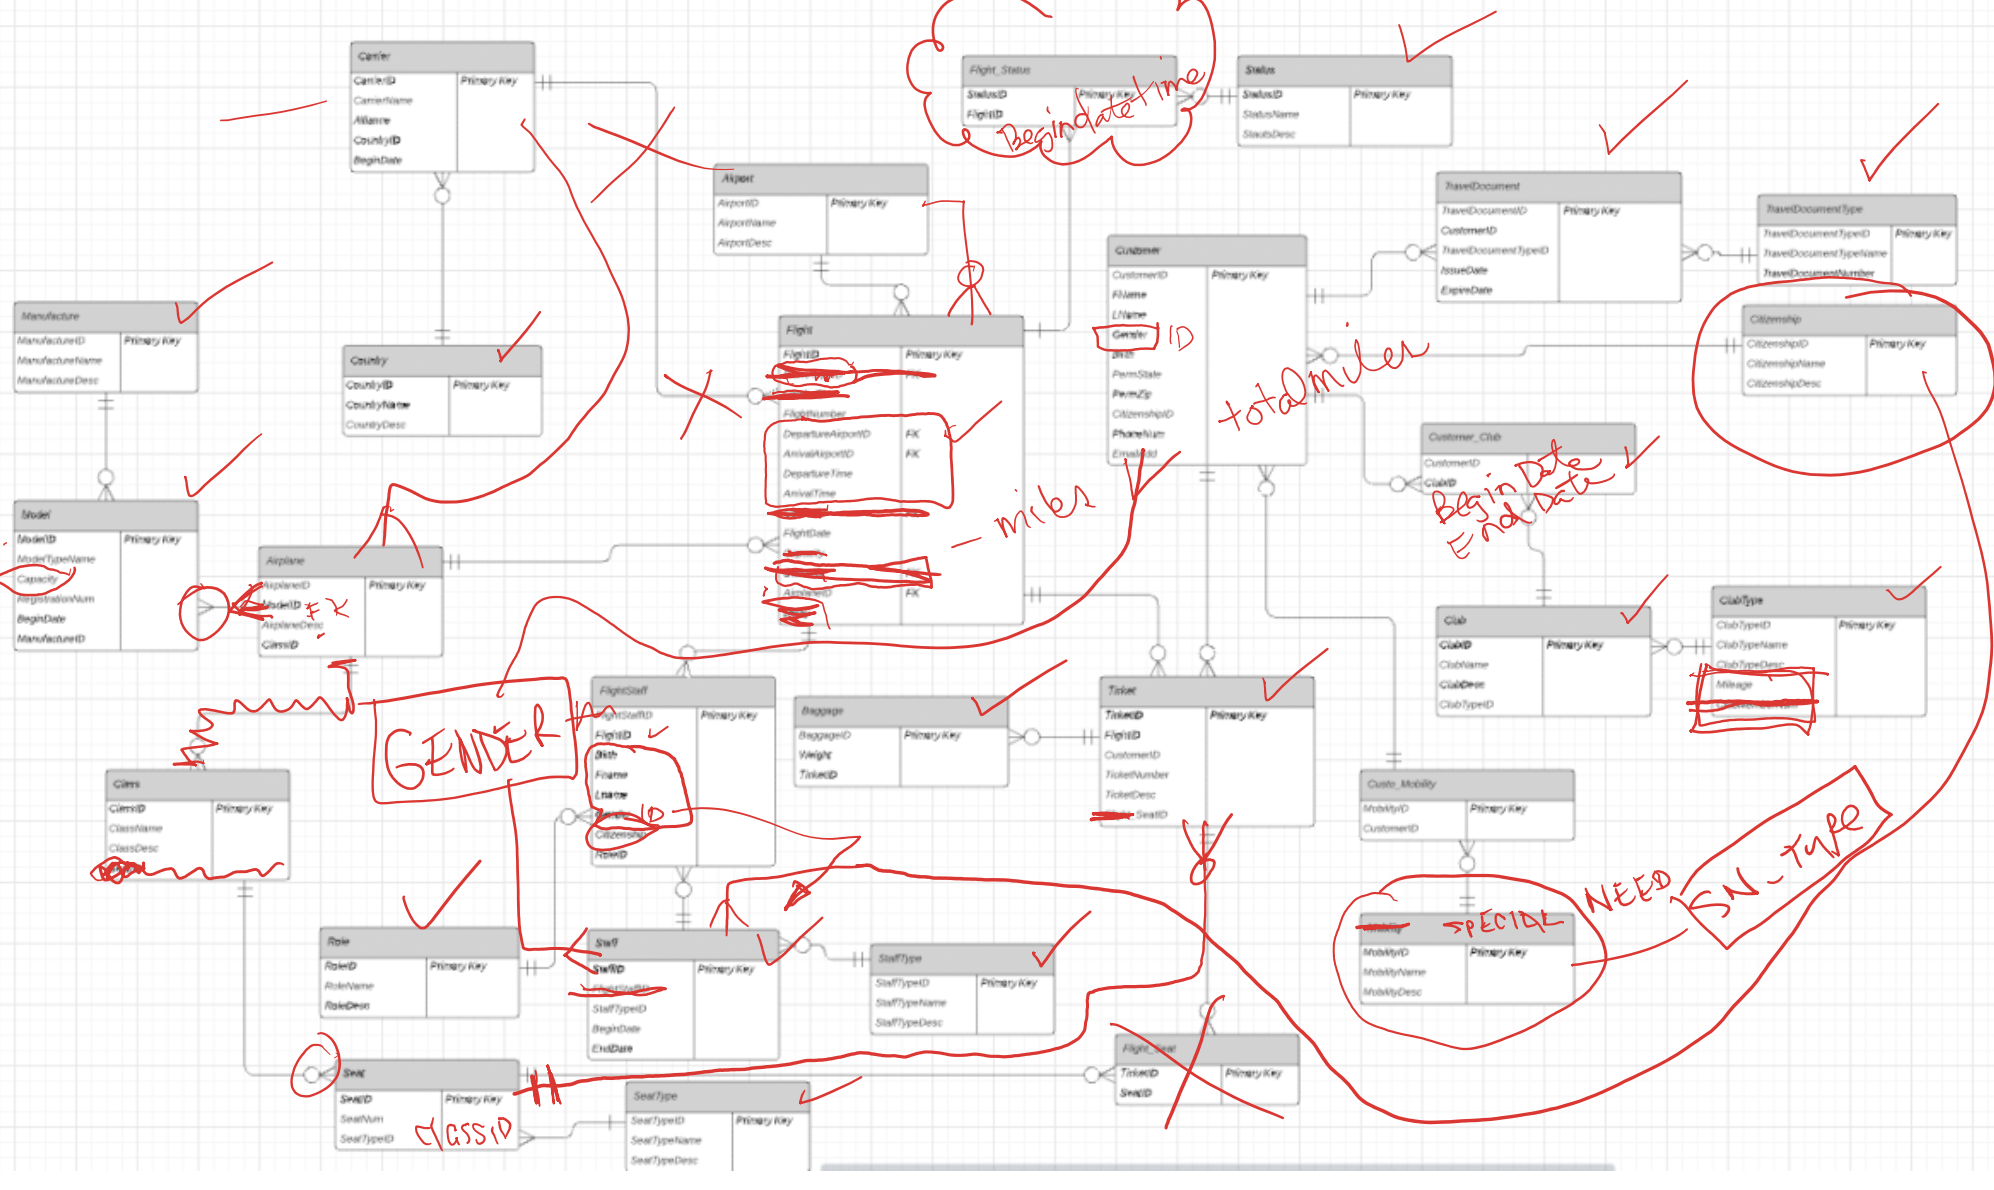 Carrier
CarrierID Primary Key
CarrierName
Alliance
CountryID
BeginDate
Flight_Status
StatusID Primary Key
FlightID
Begindatetime
Status
StatusID Primary Key
StatusName
StautsDesc
Airport
AirportID Primary Key
AirportName
AirportDesc
TravelDocument
TravelDocumentID Primary Key
CustomerID
TravelDocumentTypeID
IssueDate
ExpireDate
TravelDocumentType
TravelDocumentTypeID Primary Key
TravelDocumentTypeName
TravelDocumentNumber
Customer
CustomerID Primary Key
FName
LName
Gender ID
Birth
PermState
PermZip
CitizenshipID
PhoneNum
EmailAdd
totalmiles
Citizenship
CitizenshipID Primary Key
CitizenshipName
CitizenshipDesc
Manufacture
ManufactureID Primary Key
ManufactureName
ManufactureDesc
Country
CountryID Primary Key
CountryName
CountryDesc
Flight
FlightID Primary Key
FK
FlightNumber
DepartureAirportID FK
ArrivalAirportID FK
DepartureTime
ArrivalTime
FlightDate
AirplaneID FK
- miles
Customer_Club
CustomerID
ClubID
Begin Date
End Date
Model
ModelID Primary Key
ModelTypeName
Capacity
RegistrationNum
BeginDate
ManufactureID
Airplane
AirplaneID Primary Key
ModelID FK
AirplaneDesc
ClassID
Club
ClubID Primary Key
ClubName
ClubDesc
ClubTypeID
ClubType
ClubTypeID Primary Key
ClubTypeName
ClubTypeDesc
Mileage
GENDER
FlightStaff
FlightStaffID Primary Key
FlightID
Birth
Fname
Lname
ID
Citizenship
RoleID
Baggage
BaggageID Primary Key
Weight
TicketID
Ticket
TicketID Primary Key
FlightID
CustomerID
TicketNumber
TicketDesc
SeatID
Class
ClassID Primary Key
ClassName
ClassDesc
Custo_Mobility
MobilityID Primary Key
CustomerID
NEED
SN_Type
SPECIAL
MobilityID Primary Key
MobilityName
MobilityDesc
Role
RoleID Primary Key
RoleName
RoleDesc
Staff
StaffID Primary Key
FlightStaffID
StaffTypeID
BeginDate
EndDate
StaffType
StaffTypeID Primary Key
StaffTypeName
StaffTypeDesc
Flight_Seat
TicketID Primary Key
SeatID
Seat
SeatID Primary Key
SeatNum
SeatTypeID classID
SeatType
SeatTypeID Primary Key
SeatTypeName
SeatTypeDesc